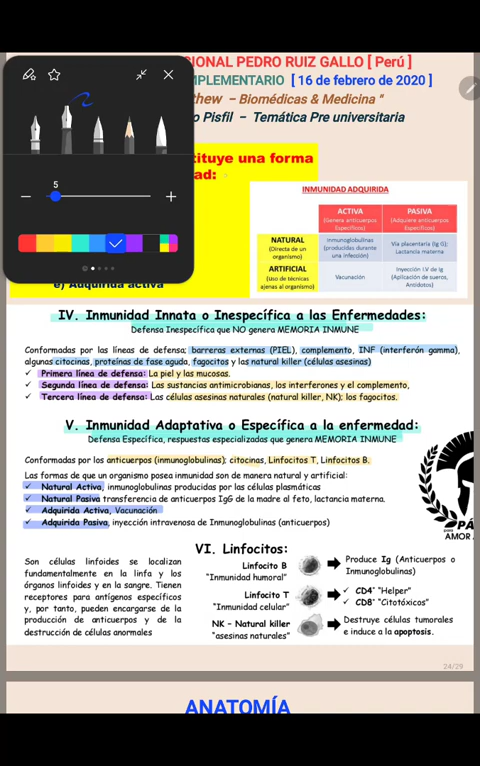 SIONAL PEDRO RUIZ GALLO [ Perú ]
MPLEMENTARIO [ 16 de febrero de 2020 ]
thew – Biomédicas & Medicina "
o Pisfil – Temática Pre universitaria
5
tituye una forma
ad:
e) Adquirida activa
INMUNIDAD ADQUIRIDA
ACTIVA
(Genera anticuerpos
Específicos)
PASIVA
(Adquiere anticuerpos
Específicos)
NATURAL
(Directa de un
organismo)
Inmunoglobulinas
(producidas durante
una infección)
Vía placentaria (Ig G);
Lactancia materna
ARTIFICIAL
(Uso de técnicas
ajenas al organismo)
Vacunación
Inyección I.V de Ig
(Aplicación de sueros,
Antídotos)
IV. Inmunidad Innata o Inespecífica a las Enfermedades:
Defensa Inespecífica que NO genera MEMORIA INMUNE
Conformadas por las líneas de defensa; barreras externas (PIEL), complemento, INF (interferón gamma),
algunas citocinas, proteínas de fase aguda, fagocitos y las natural killer (células asesinas)
✓ Primera línea de defensa: La piel y las mucosas.
✓ Segunda línea de defensa: Las sustancias antimicrobianas, las interferones y el complemento,
✓ Tercera línea de defensa: Las células asesinas naturales (natural killer, NK); los fagocitos.
V. Inmunidad Adaptativa o Específica a la enfermedad:
Defensa Específica, respuestas especializadas que genera MEMORIA INMUNE
Conformadas por los anticuerpos (inmunoglobulinas); citocinas, Linfocitos T, Linfocitos B.
Las formas de que un organismo posea inmunidad son de manera natural y artificial:
✓ Natural Activa, inmunoglobulinas producidas por las células plasmáticas
✓ Natural Pasiva transferencia de anticuerpos IgG de la madre al feto, lactancia materna.
✓ Adquirida Activa, Vacunación
✓ Adquirida Pasiva, inyección intravenosa de Inmunoglobulinas (anticuerpos)
AMOR
VI. Linfocitos:
Son células linfoides se localizan
fundamentalmente en la linfa y los
órganos linfoides y en la sangre. Tienen
receptores para antígenos específicos
y, por tanto, pueden encargarse de la
producción de anticuerpos y de la
destrucción de células anormales
Linfocito B
"Inmunidad humoral"
Produce Ig (Anticuerpos o
Inmunoglobulinas)
Linfocito T
"Inmunidad celular"
✓ CD4+ "Helper"
✓ CD8+ "Citotóxicos"
NK – Natural killer
"asesinas naturales"
Destruye células tumorales
e induce a la apoptosis.
24/29
ANATOMÍA